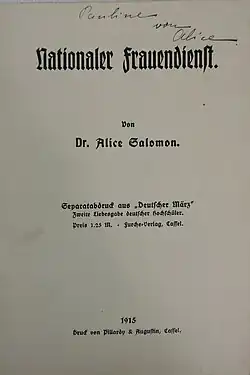 Pauline
von
Alice
Nationaler Frauendienst.
Von
Dr. Alice Salomon.
Separatabdruck aus „Deutscher März"
Zweite Liebesgabe deutscher Hochschüler.
Preis 1.25 M. - Furche-Verlag, Cassel.
1915
Druck von Pillardy & Augustin, Cassel.